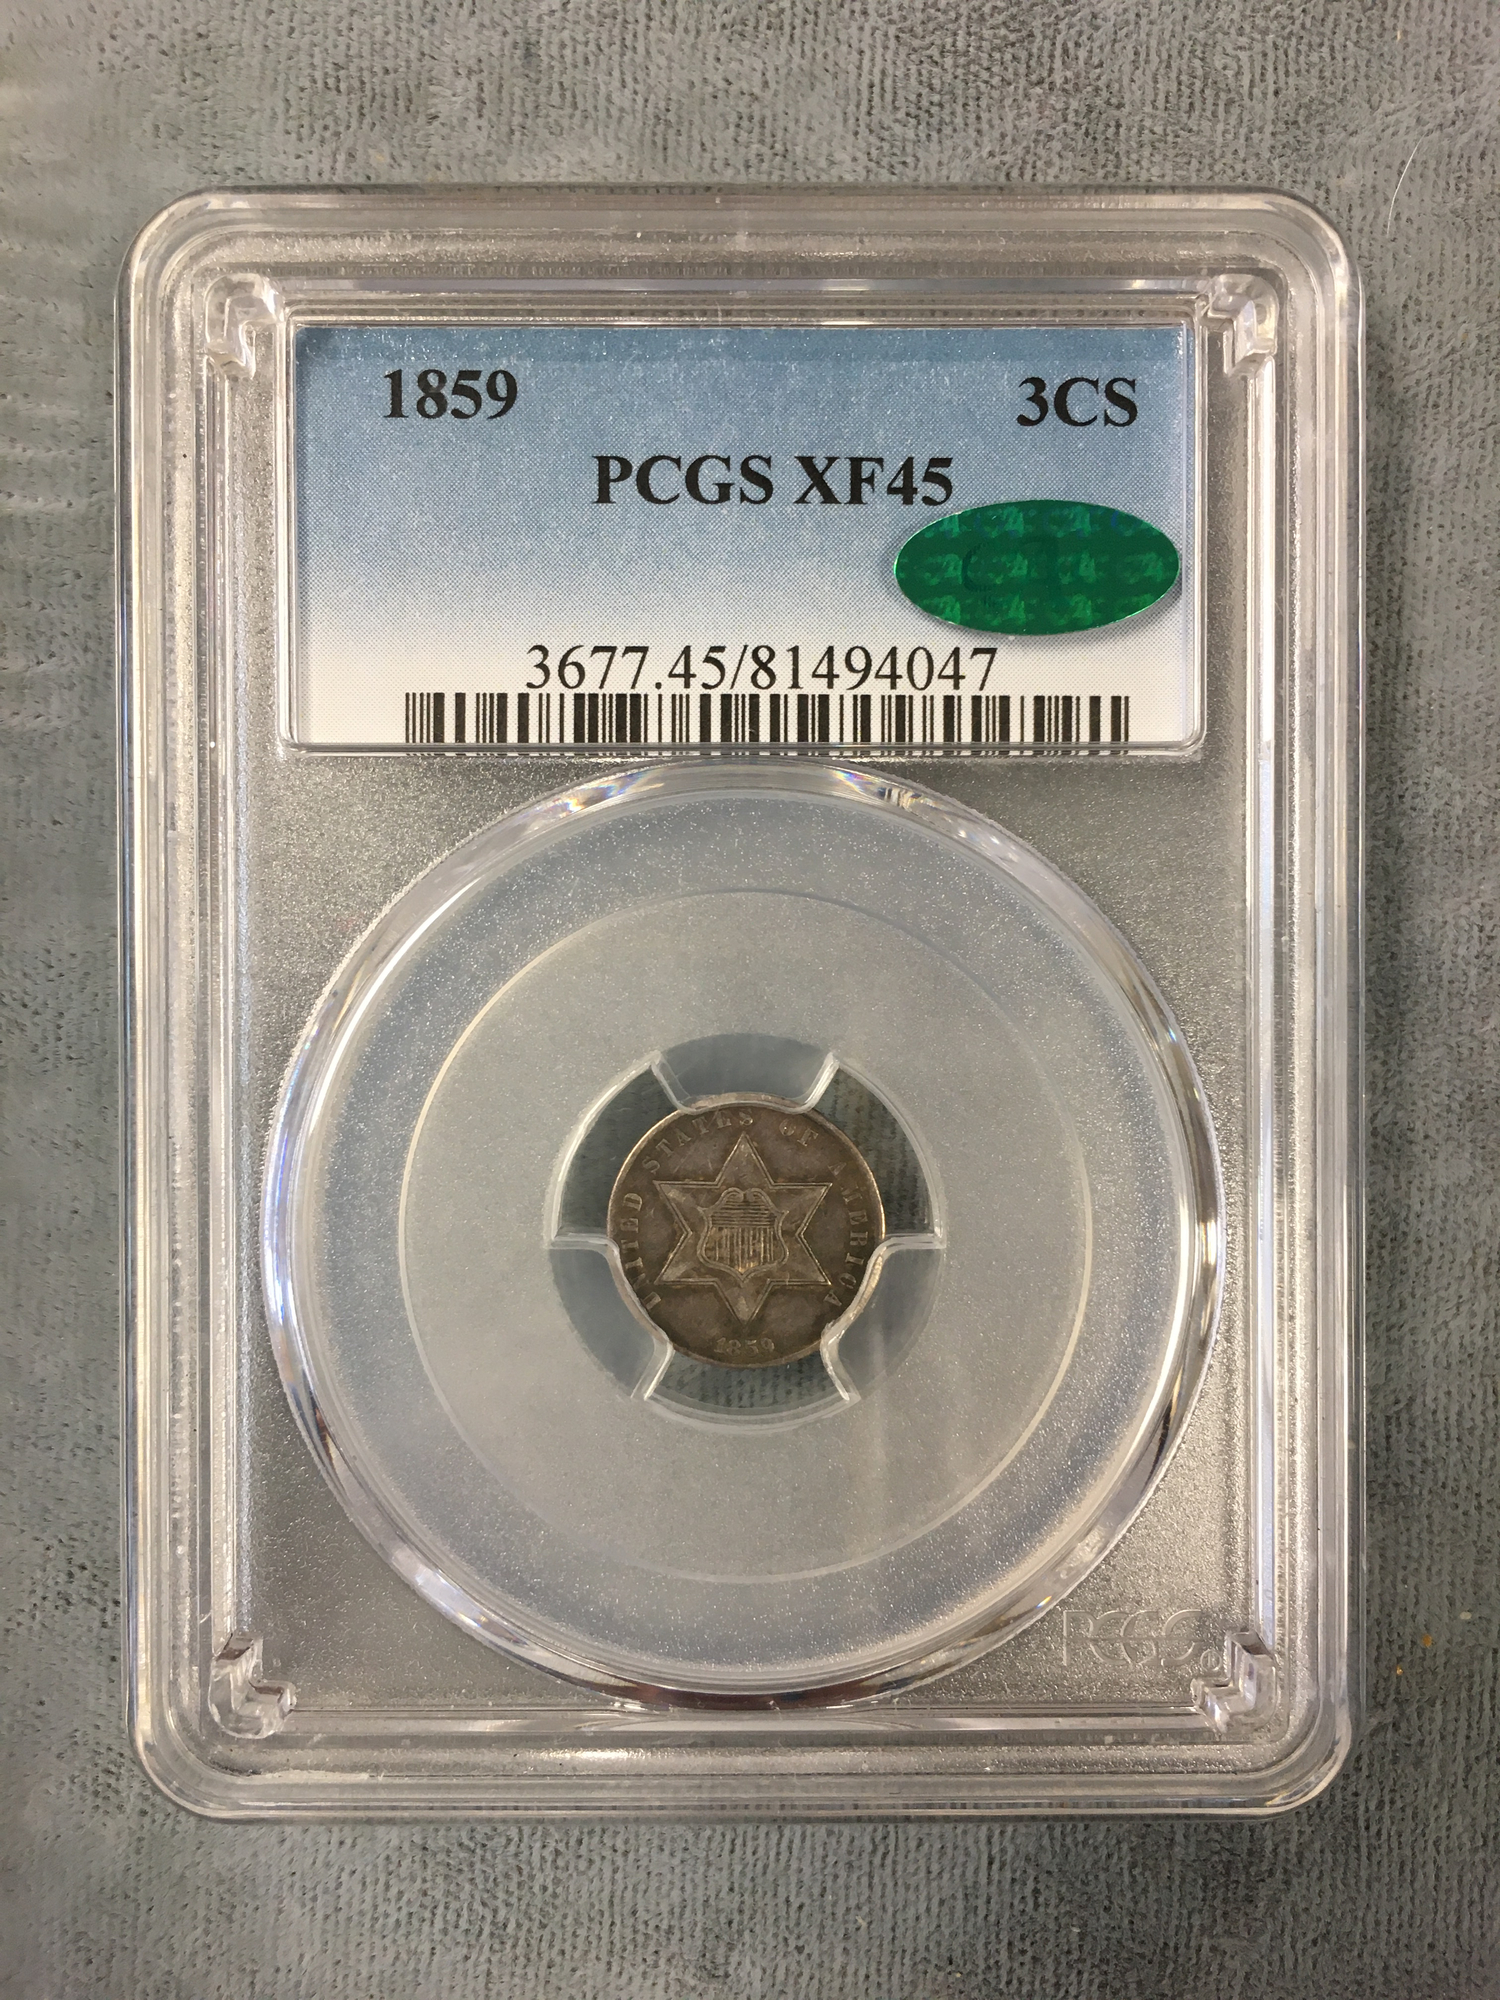 1859
3CS
PCGS XF45
3677.45/81494047
UNITED STATES OF AMERICA
1859
PCGS